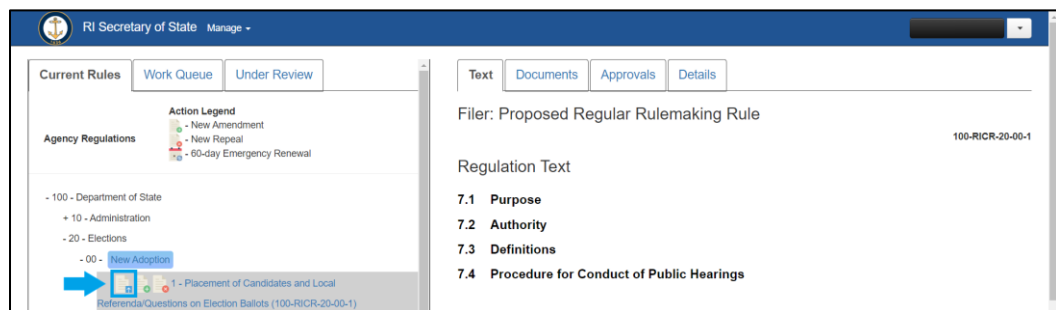 RI Secretary of State Manage
Current Rules Work Queue Under Review
Action Legend
- New Amendment
Agency Regulations - New Repeal
- 60-day Emergency Renewal
- 100 - Department of State
+ 10 - Administration
- 20 - Elections
- 00 - New Adoption
1 - Placement of Candidates and Local
Referenda/Questions on Election Ballots (100-RICR-20-00-1)
Text Documents Approvals Details
Filer: Proposed Regular Rulemaking Rule
100-RICR-20-00-1
Regulation Text
7.1 Purpose
7.2 Authority
7.3 Definitions
7.4 Procedure for Conduct of Public Hearings